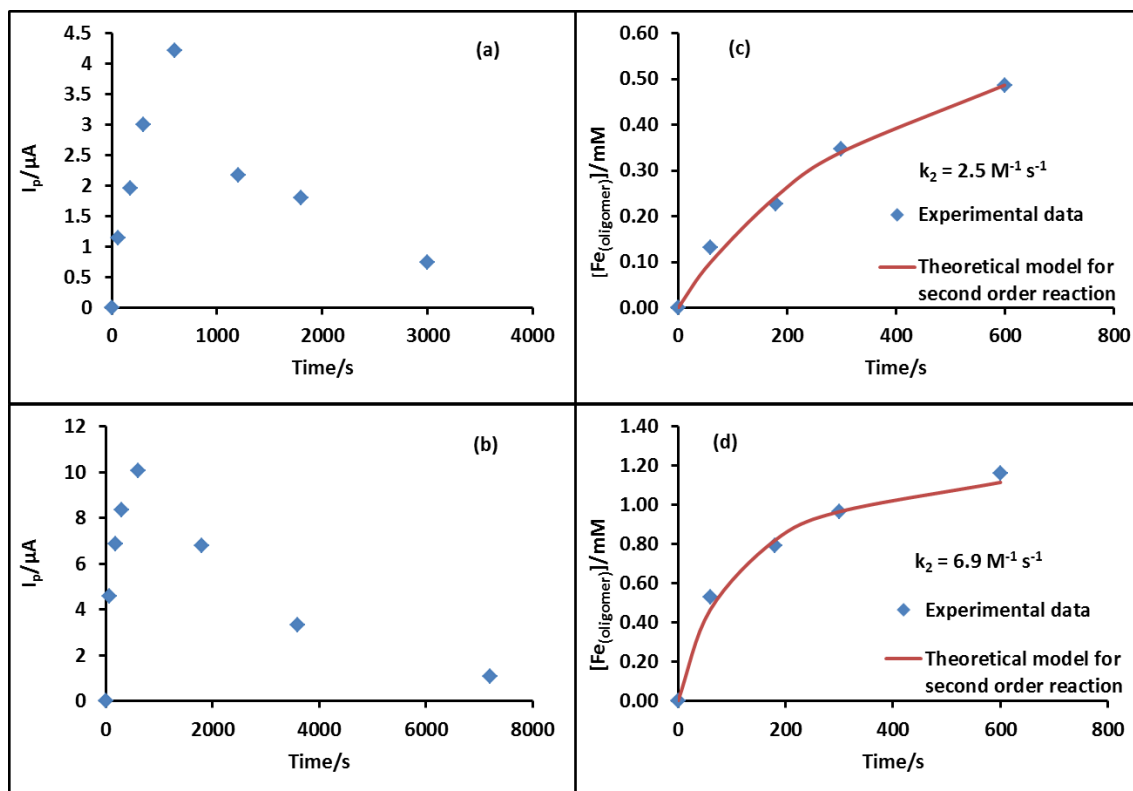 (a)
4.5
4
3.5
3
2.5
2
1.5
1
0.5
0
Ip/µA
0 1000 2000 3000 4000
Time/s
(c)
0.60
0.50
0.40
0.30
0.20
0.10
0.00
[Fe(oligomer)]/mM
k2 = 2.5 M-1 s-1
Experimental data
Theoretical model for
second order reaction
0 200 400 600 800
Time/s
(b)
12
10
8
6
4
2
0
Ip/µA
0 2000 4000 6000 8000
Time/s
(d)
1.40
1.20
1.00
0.80
0.60
0.40
0.20
0.00
[Fe(oligomer)]/mM
k2 = 6.9 M-1 s-1
Experimental data
Theoretical model for
second order reaction
0 200 400 600 800
Time/s